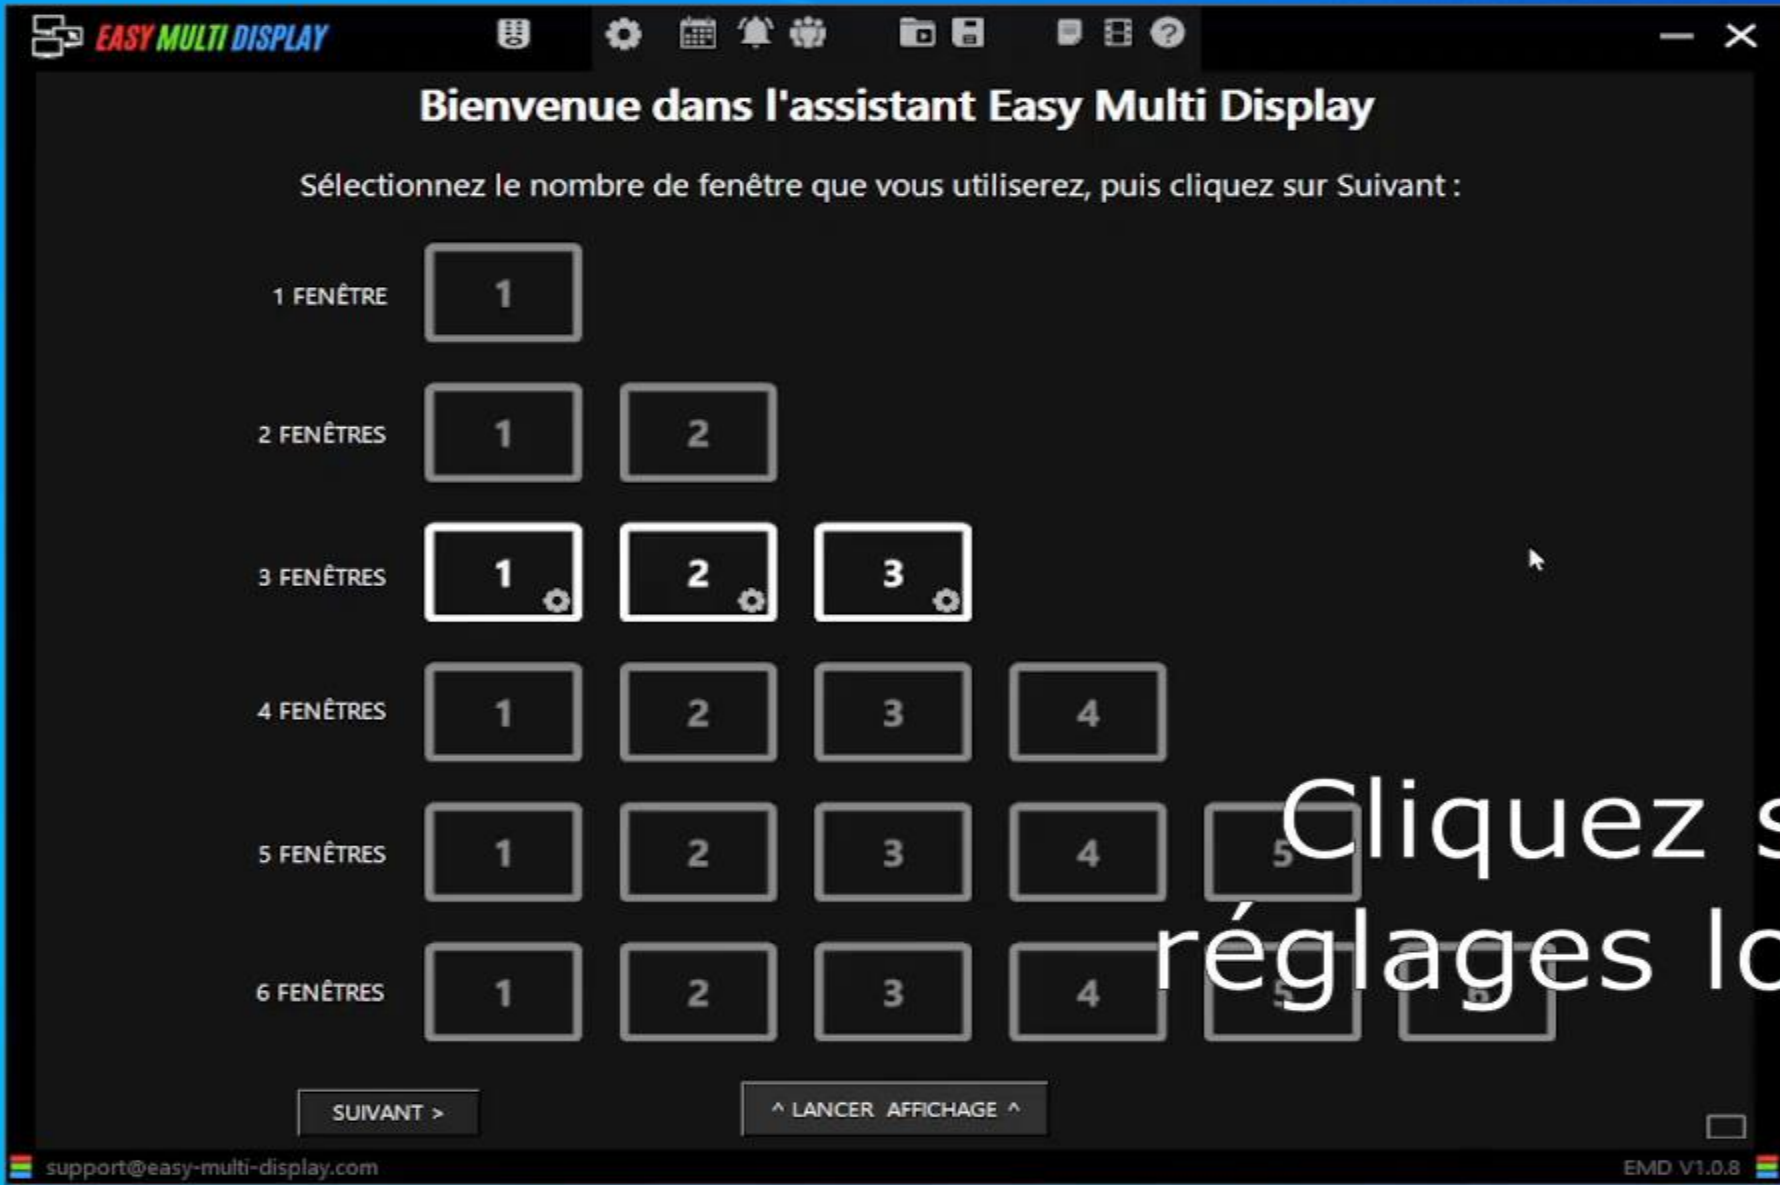 EASY MULTI DISPLAY
Bienvenue dans l'assistant Easy Multi Display
Sélectionnez le nombre de fenêtre que vous utiliserez, puis cliquez sur Suivant :
1 FENÊTRE 1
2 FENÊTRES 1 2
3 FENÊTRES 1 2 3
4 FENÊTRES 1 2 3 4
5 FENÊTRES 1 2 3 4 5
6 FENÊTRES 1 2 3 4 5 6
Cliquez
réglages
SUIVANT >
^ LANCER AFFICHAGE ^
support@easy-multi-display.com
EMD V1.0.8